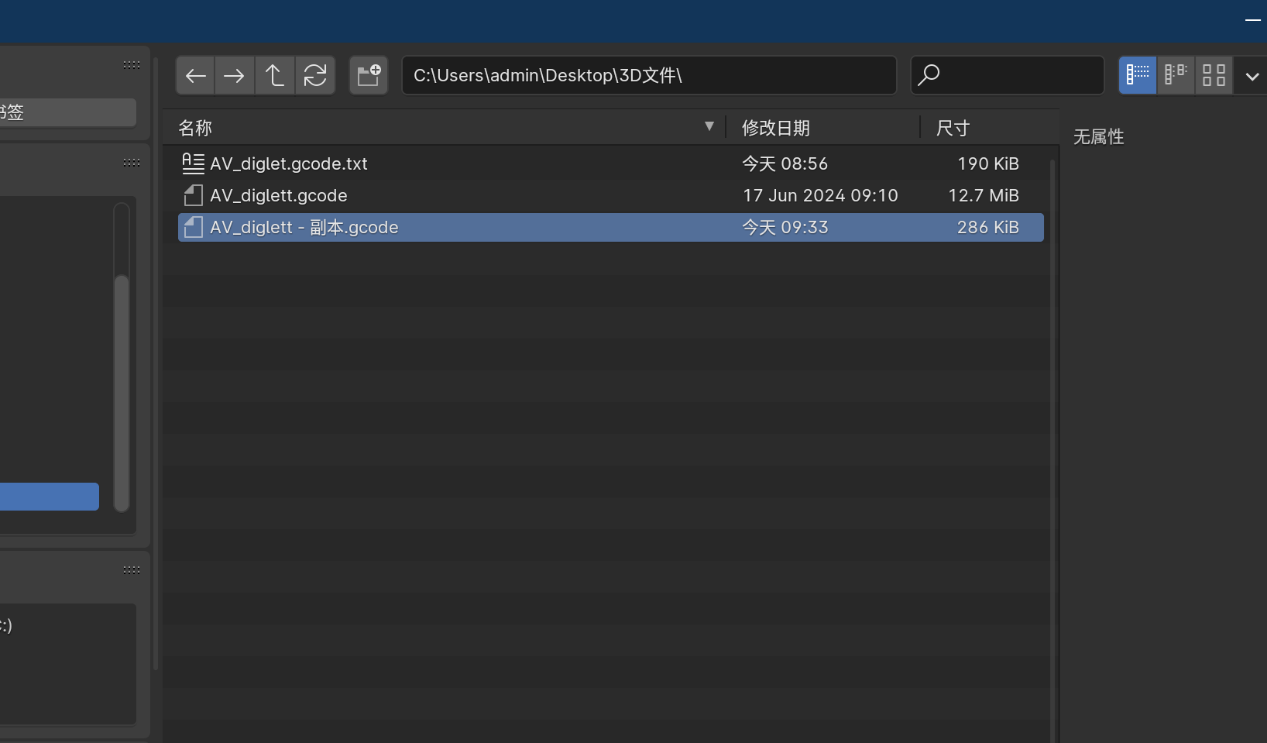 C:\Users\admin\Desktop\3D文件\
书签
名称 修改日期 尺寸
无属性
AV_diglet.gcode.txt 今天 08:56 190 KiB
AV_diglett.gcode 17 Jun 2024 09:10 12.7 MiB
AV_diglett - 副本.gcode 今天 09:33 286 KiB
:)